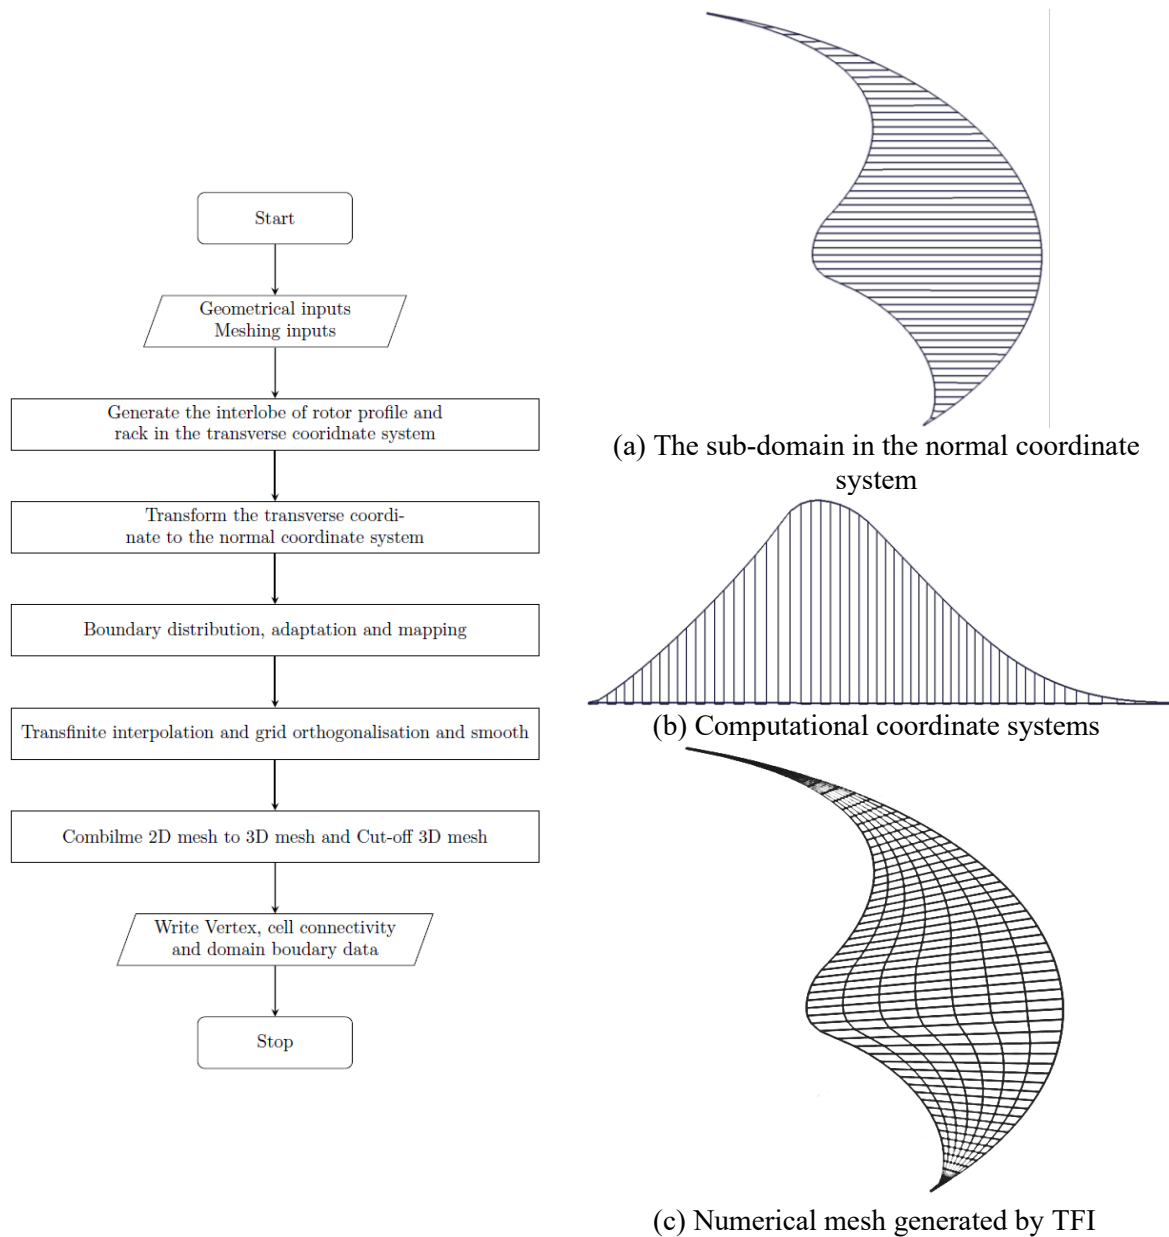 Start
Geometrical inputs
Meshing inputs
Generate the interlobe of rotor profile and
rack in the transverse cooridnate system
Transform the transverse coordi-
nate to the normal coordinate system
Boundary distribution, adaptation and mapping
Transfinite interpolation and grid orthogonalisation and smooth
Combilme 2D mesh to 3D mesh and Cut-off 3D mesh
Write Vertex, cell connectivity
and domain boudary data
Stop
(a) The sub-domain in the normal coordinate
system
(b) Computational coordinate systems
(c) Numerical mesh generated by TFI